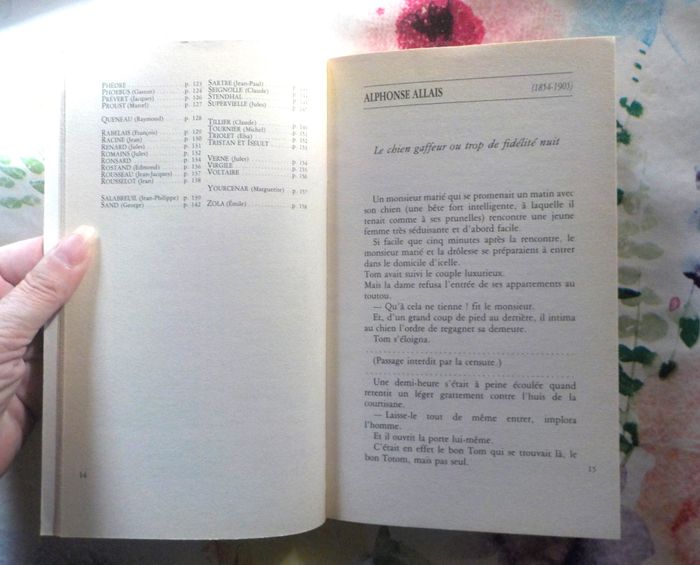 PHÈDRE p. 123
PHOEBUS (Gaston) p. 124
PRÉVERT (Jacques) p. 126
PROUST (Marcel) p. 127
QUENEAU (Raymond) p. 128
RABELAIS (François) p. 129
RACINE (Jean) p. 130
RENARD (Jules) p. 131
ROMAINS (Jules) p. 132
RONSARD
ROSTAND (Edmond) p. 136
ROUSSEAU (Jean-Jacques) p. 137
ROUSSELOT (Jean) p. 138
SALABREUIL (Jean-Philippe) p. 139
SAND (George) p. 142
SARTRE (Jean-Paul)
SEIGNOLLE (Claude)
STENDHAL
SUPERVIELLE (Jules)
TILLIER (Claude)
TOURNIER (Michel)
TRIOLET (Elsa)
TRISTAN ET ISEULT
VERNE (Jules)
VIRGILE
VOLTAIRE
YOURCENAR (Marguerite)
ZOLA (Émile)
14
ALPHONSE ALLAIS (1854-1905)
Le chien gaffeur ou trop de fidélité nuit
Un monsieur marié qui se promenait un matin avec
son chien (une bête fort intelligente, à laquelle il
tenait comme à ses prunelles) rencontre une jeune
femme très séduisante et d'abord facile.
Si facile que cinq minutes après la rencontre, le
monsieur marié et la drôlesse se préparaient à entrer
dans le domicile d'icelle.
Tom avait suivi le couple luxurieux.
Mais la dame refusa l'entrée de ses appartements au
toutou.
— Qu'à cela ne tienne ! fit le monsieur.
Et, d'un grand coup de pied au derrière, il intima
au chien l'ordre de regagner sa demeure.
Tom s'éloigna.
(Passage interdit par la censure.)
Une demi-heure s'était à peine écoulée quand
retentit un léger grattement contre l'huis de la
courtisane.
— Laisse-le tout de même entrer, implora
l'homme.
Et il ouvrit la porte lui-même.
C'était en effet le bon Tom qui se trouvait là, le
bon Totom, mais pas seul.
15